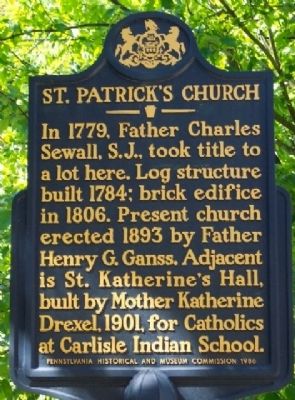 ST. PATRICK'S CHURCH
In 1779, Father Charles
Sewall, S.J., took title to
a lot here. Log structure
built 1784; brick edifice
in 1806. Present church
erected 1893 by Father
Henry G. Ganss. Adjacent
is St. Katherine's Hall,
built by Mother Katherine
Drexel, 1901, for Catholics
at Carlisle Indian School.
PENNSYLVANIA HISTORICAL AND MUSEUM COMMISSION 1986